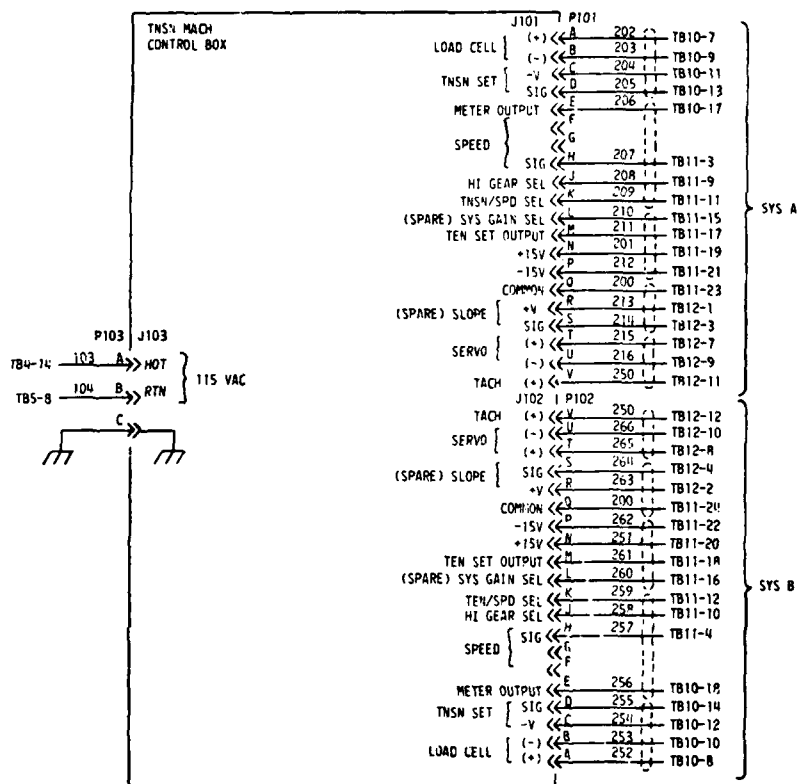 TNSN MACH
CONTROL BOX
J101 P101
LOAD CELL (+) A 202 TB10-7
(-) B 203 TB10-9
TNSN SET -V C 204 TB10-11
SIG D 205 TB10-13
METER OUTPUT E 206 TB10-17
F
SPEED G
SIG H 207 TB11-3
HI GEAR SEL J 208 TB11-9
TNSN/SPD SEL K 209 TB11-11
(SPARE) SYS GAIN SEL L 210 TB11-15
TEN SET OUTPUT M 211 TB11-17
+15V N 201 TB11-19
-15V P 212 TB11-21
COMMON Q 200 TB11-23
(SPARE) SLOPE +V R 213 TB12-1
SIG S 214 TB12-3
SERVO (+) T 215 TB12-7
(-) U 216 TB12-9
TACH (+) V 250 TB12-11
SYS A
P103 J103
TB4-14 103 A HOT
115 VAC
TB5-8 104 B RTN
C
J102 P102
TACH (+) V 250 TB12-12
SERVO (-) U 266 TB12-10
(+) T 265 TB12-8
(SPARE) SLOPE SIG S 264 TB12-4
+V R 263 TB12-2
COMMON Q 200 TB11-24
-15V P 262 TB11-22
+15V N 251 TB11-20
TEN SET OUTPUT M 261 TB11-18
(SPARE) SYS GAIN SEL L 260 TB11-16
TEN/SPD SEL K 259 TB11-12
HI GEAR SEL J 258 TB11-10
SIG H 257 TB11-4
SPEED G
F
METER OUTPUT E 256 TB10-18
TNSN SET SIG D 255 TB10-14
-V C 254 TB10-12
LOAD CELL (-) B 253 TB10-10
(+) A 252 TB10-8
SYS B